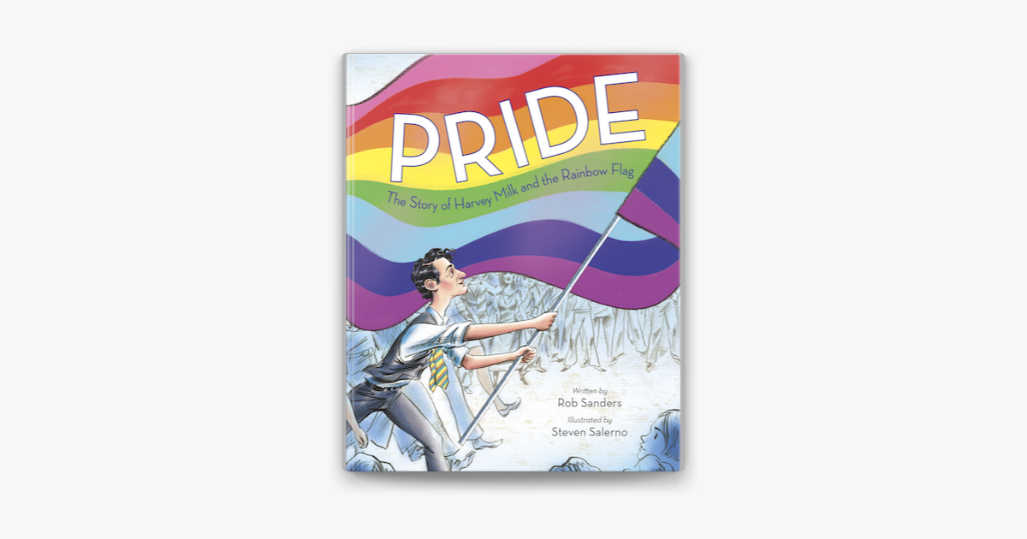 PRIDE
The Story of Harvey Milk and the Rainbow Flag
Written by
Rob Sanders
Illustrated by
Steven Salerno